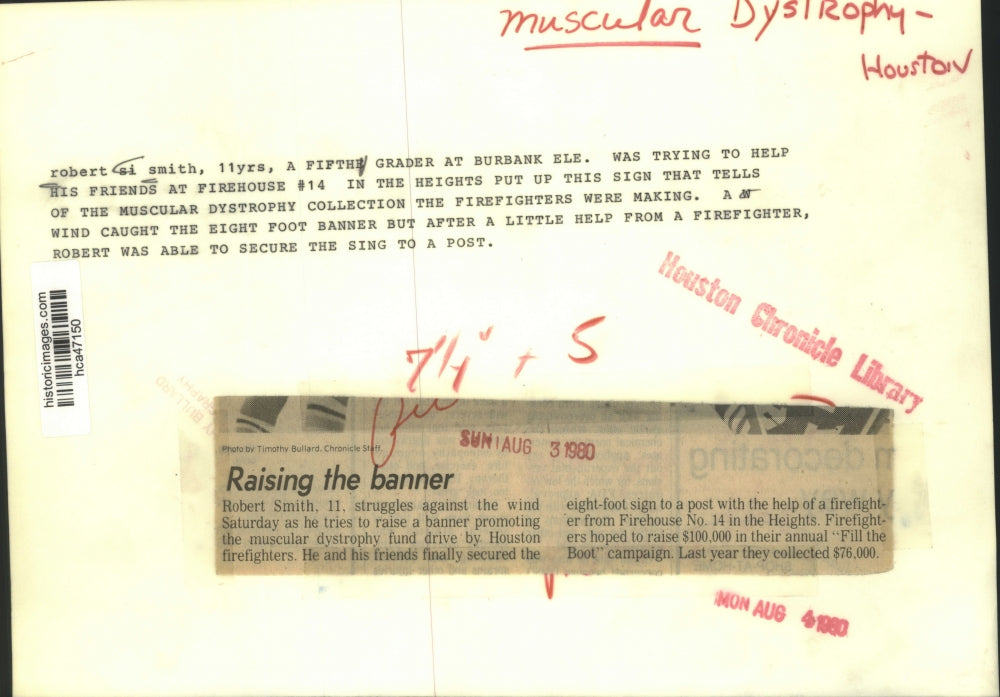 muscular Dystrophy -
Houston
robert si smith, 11yrs, A FIFTH GRADER AT BURBANK ELE. WAS TRYING TO HELP
HIS FRIENDS AT FIREHOUSE #14 IN THE HEIGHTS PUT UP THIS SIGN THAT TELLS
OF THE MUSCULAR DYSTROPHY COLLECTION THE FIREFIGHTERS WERE MAKING. A
WIND CAUGHT THE EIGHT FOOT BANNER BUT AFTER A LITTLE HELP FROM A FIREFIGHTER,
ROBERT WAS ABLE TO SECURE THE SING TO A POST.
historicimages.com
hca47150
Houston Chronicle Library
+ S
SUN AUG 3 1980
Photo by Timothy Bullard, Chronicle Staff
Raising the banner
Robert Smith, 11, struggles against the wind
Saturday as he tries to raise a banner promoting
the muscular dystrophy fund drive by Houston
firefighters. He and his friends finally secured the
eight-foot sign to a post with the help of a firefight-
er from Firehouse No. 14 in the Heights. Firefight-
ers hoped to raise $100,000 in their annual "Fill the
Boot" campaign. Last year they collected $76,000.
decorating
MON AUG 4 1980